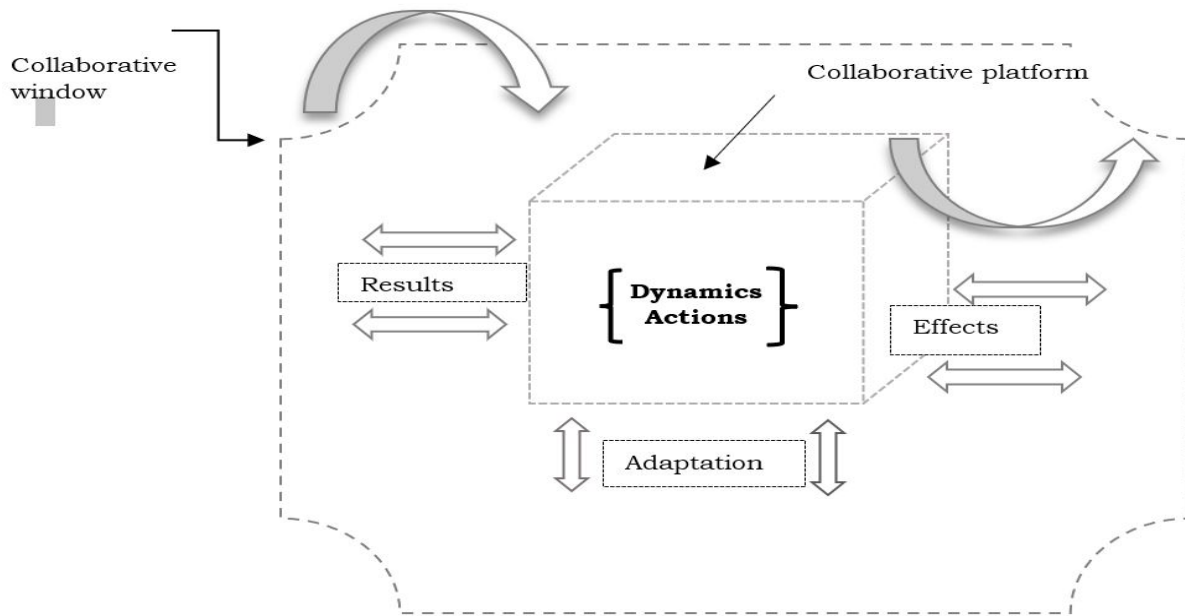 Collaborative
window
Collaborative platform
Results
Dynamics
Actions
Effects
Adaptation